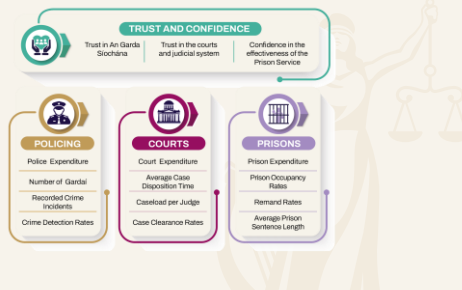 TRUST AND CONFIDENCE
Trust in An Garda
Síochána
Trust in the courts
and judicial system
Confidence in the
effectiveness of the
Prison Service
POLICING
Police Expenditure
Number of Gardaí
Recorded Crime
Incidents
Crime Detection Rates
COURTS
Court Expenditure
Average Case
Disposition Time
Caseload per Judge
Case Clearance Rates
PRISONS
Prison Expenditure
Prison Occupancy
Rates
Remand Rates
Average Prison
Sentence Length